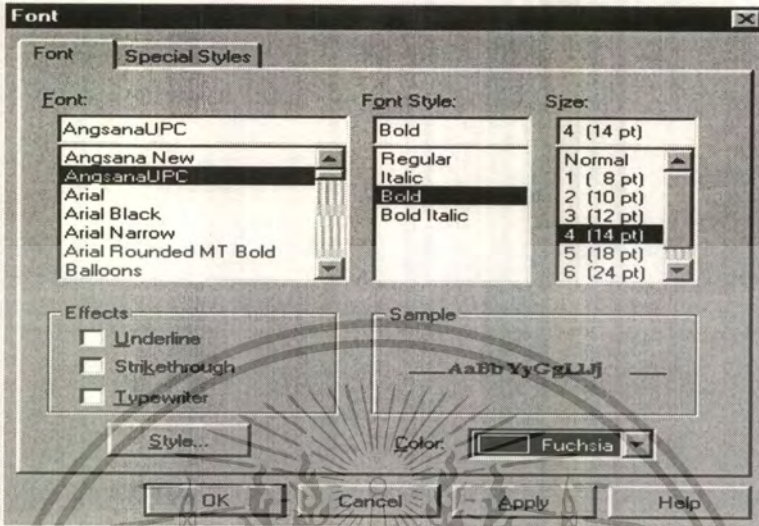 Font
Font Special Styles
Font: Font Style: Size:
AngsanaUPC Bold 4 (14 pt)
Angsana New Regular Normal
AngsanaUPC Italic 1 ( 8 pt)
Arial Bold 2 (10 pt)
Arial Black Bold Italic 3 (12 pt)
Arial Narrow 4 (14 pt)
Arial Rounded MT Bold 5 (18 pt)
Balloons 6 (24 pt)
Effects Sample
Underline
Strikethrough AaBb YyGgLlJj
Typewriter
Style... Color: Fuchsia
OK Cancel Apply Help